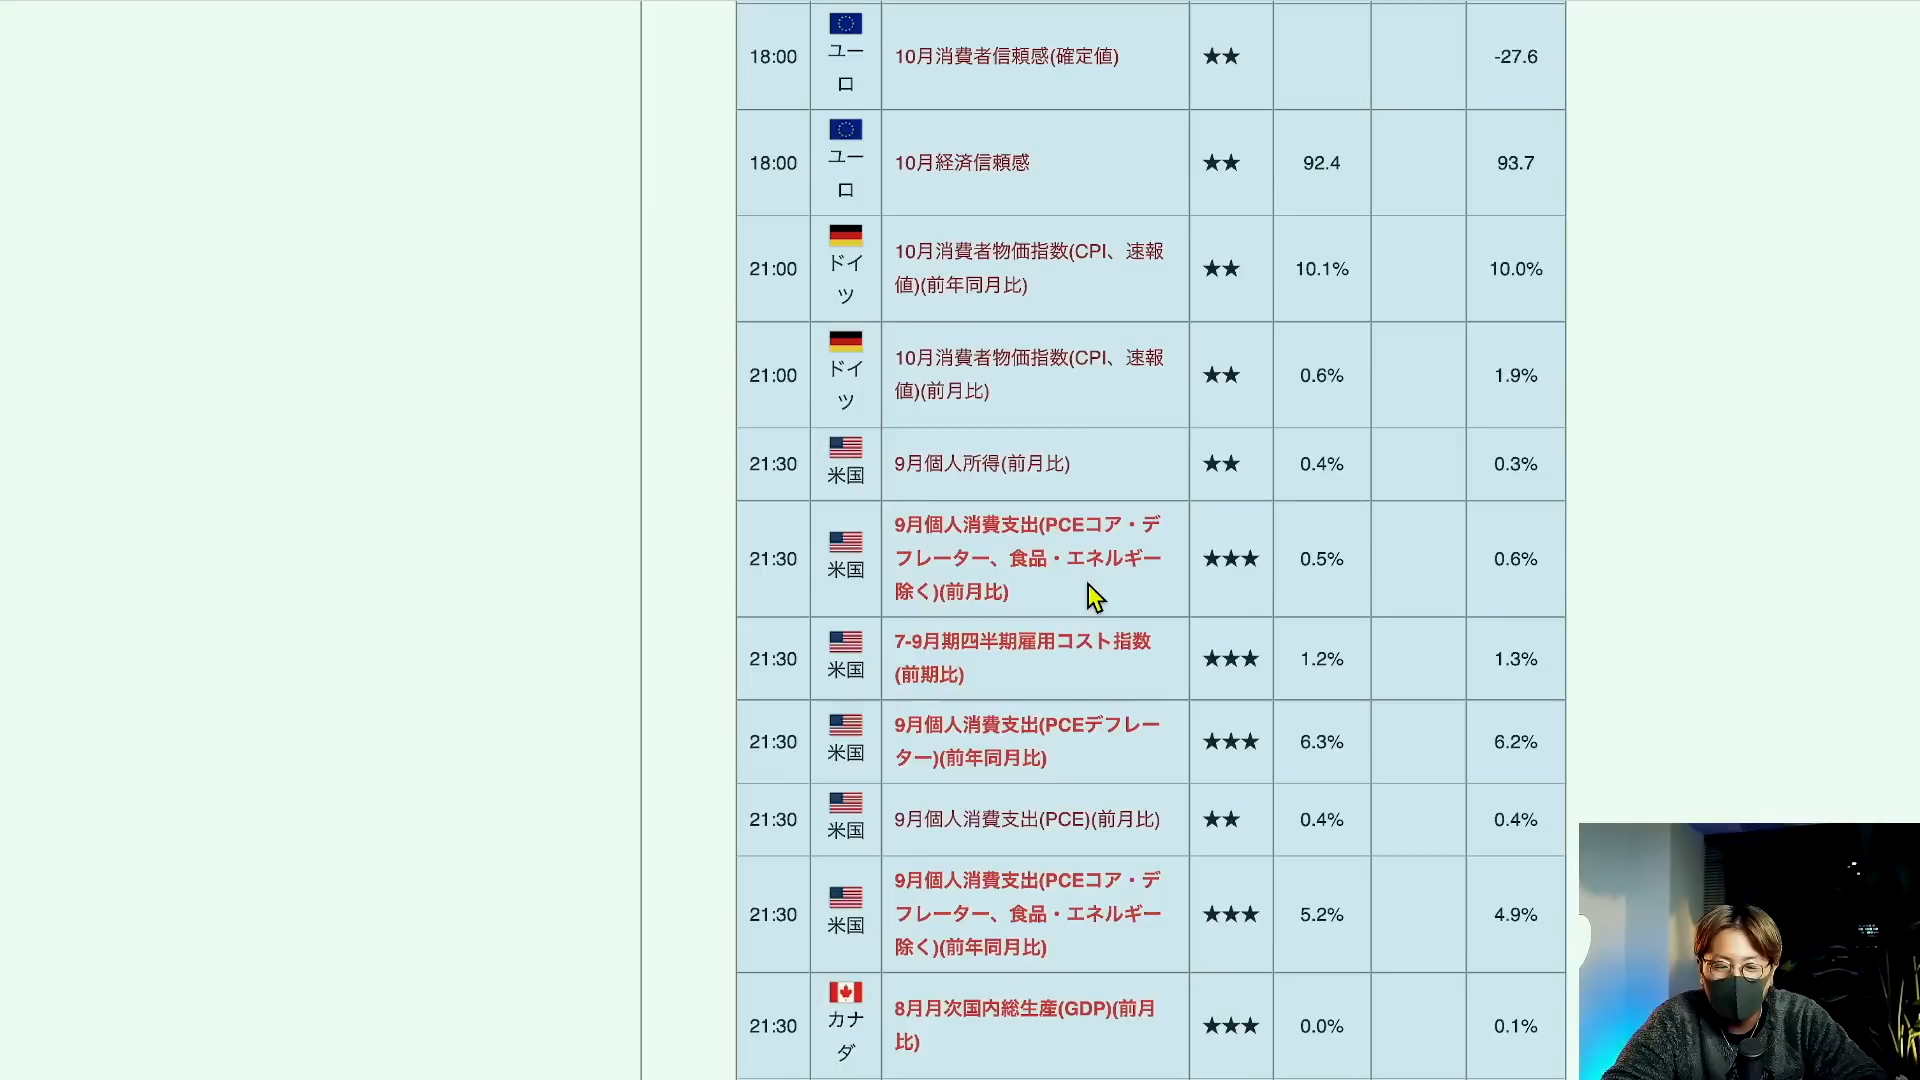 18:00 ユーロ 10月消費者信頼感(確定値) ★★ -27.6
18:00 ユーロ 10月経済信頼感 ★★ 92.4 93.7
21:00 ドイツ 10月消費者物価指数(CPI、速報
値)(前年同月比) ★★ 10.1% 10.0%
21:00 ドイツ 10月消費者物価指数(CPI、速報
値)(前月比) ★★ 0.6% 1.9%
21:30 米国 9月個人所得(前月比) ★★ 0.4% 0.3%
21:30 米国 9月個人消費支出(PCEコア・デ
フレーター、食品・エネルギー
除く)(前月比) ★★★ 0.5% 0.6%
21:30 米国 7-9月期四半期雇用コスト指数
(前期比) ★★★ 1.2% 1.3%
21:30 米国 9月個人消費支出(PCEデフレー
ター)(前年同月比) ★★★ 6.3% 6.2%
21:30 米国 9月個人消費支出(PCE)(前月比) ★★ 0.4% 0.4%
21:30 米国 9月個人消費支出(PCEコア・デ
フレーター、食品・エネルギー
除く)(前年同月比) ★★★ 5.2% 4.9%
21:30 カナダ 8月月次国内総生産(GDP)(前月
比) ★★★ 0.0% 0.1%